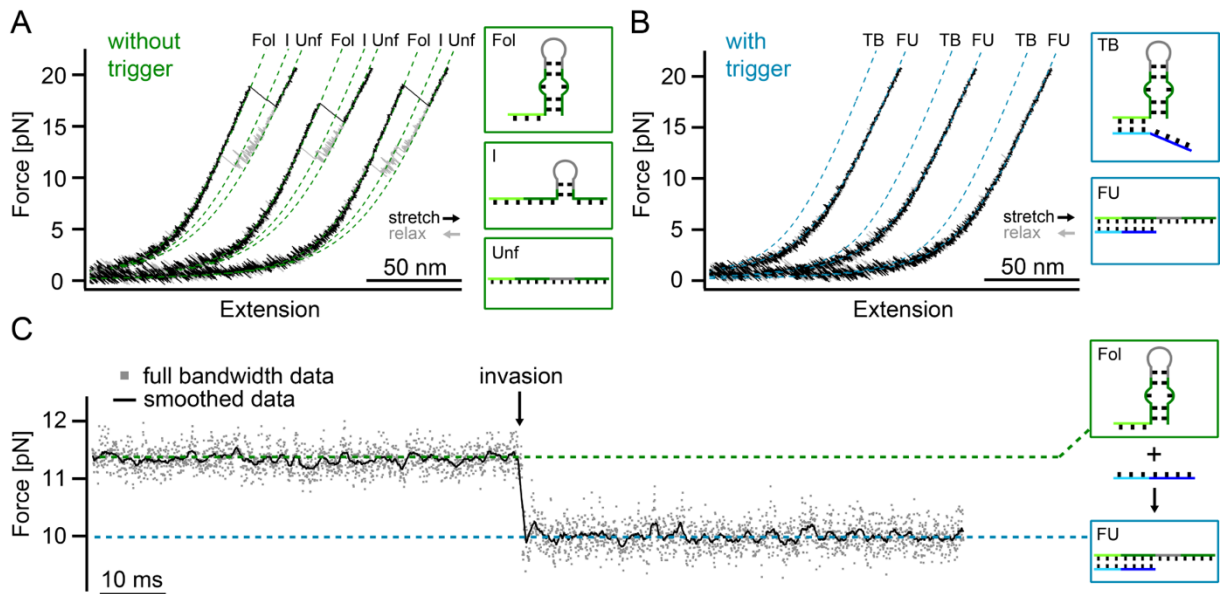 A
without
trigger
Fol I Unf Fol I Unf Fol I Unf
Force [pN]
20
15
10
5
0
stretch
relax
50 nm
Extension
Fol
I
Unf
B
with
trigger
TB FU TB FU TB FU
Force [pN]
20
15
10
5
0
stretch
relax
50 nm
Extension
TB
FU
C
full bandwidth data
smoothed data
invasion
Force [pN]
12
11
10
10 ms
Fol
+
FU